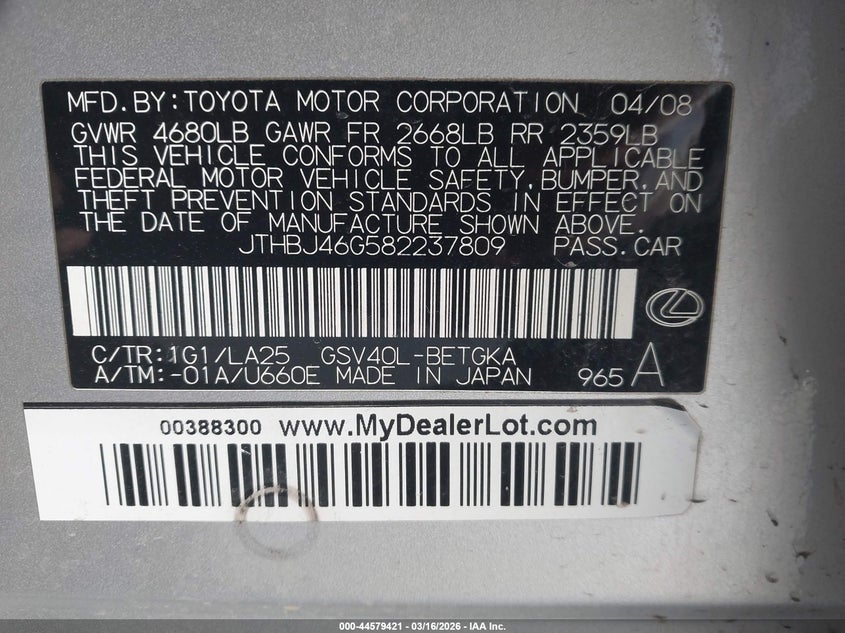 MFD.BY:TOYOTA MOTOR CORPORATION 04/08
GVWR 4680LB GAWR FR 2668LB RR 2359LB
THIS VEHICLE CONFORMS TO ALL APPLICABLE
FEDERAL MOTOR VEHICLE SAFETY,BUMPER,AND
THEFT PREVENTION STANDARDS IN EFFECT ON
THE DATE OF MANUFACTURE SHOWN ABOVE.
JTHBJ46G582237809 PASS.CAR
C/TR:1G1/LA25 GSV40L-BETGKA
A/TM:-01A/U660E MADE IN JAPAN 965 A
00388300 www.MyDealerLot.com
000-44579421 - 03/16/2026 - IAA Inc.